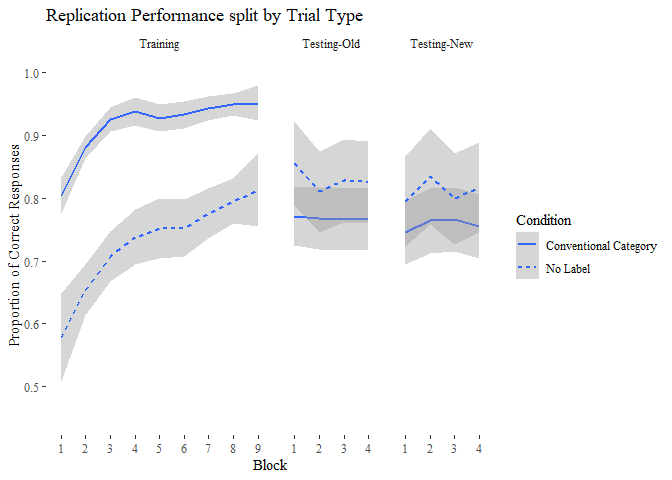 Replication Performance split by Trial Type
Training
Testing-Old
Testing-New
Proportion of Correct Responses
1.0
0.9
0.8
0.7
0.6
0.5
1 2 3 4 5 6 7 8 9
1 2 3 4
1 2 3 4
Block
Condition
Conventional Category
No Label